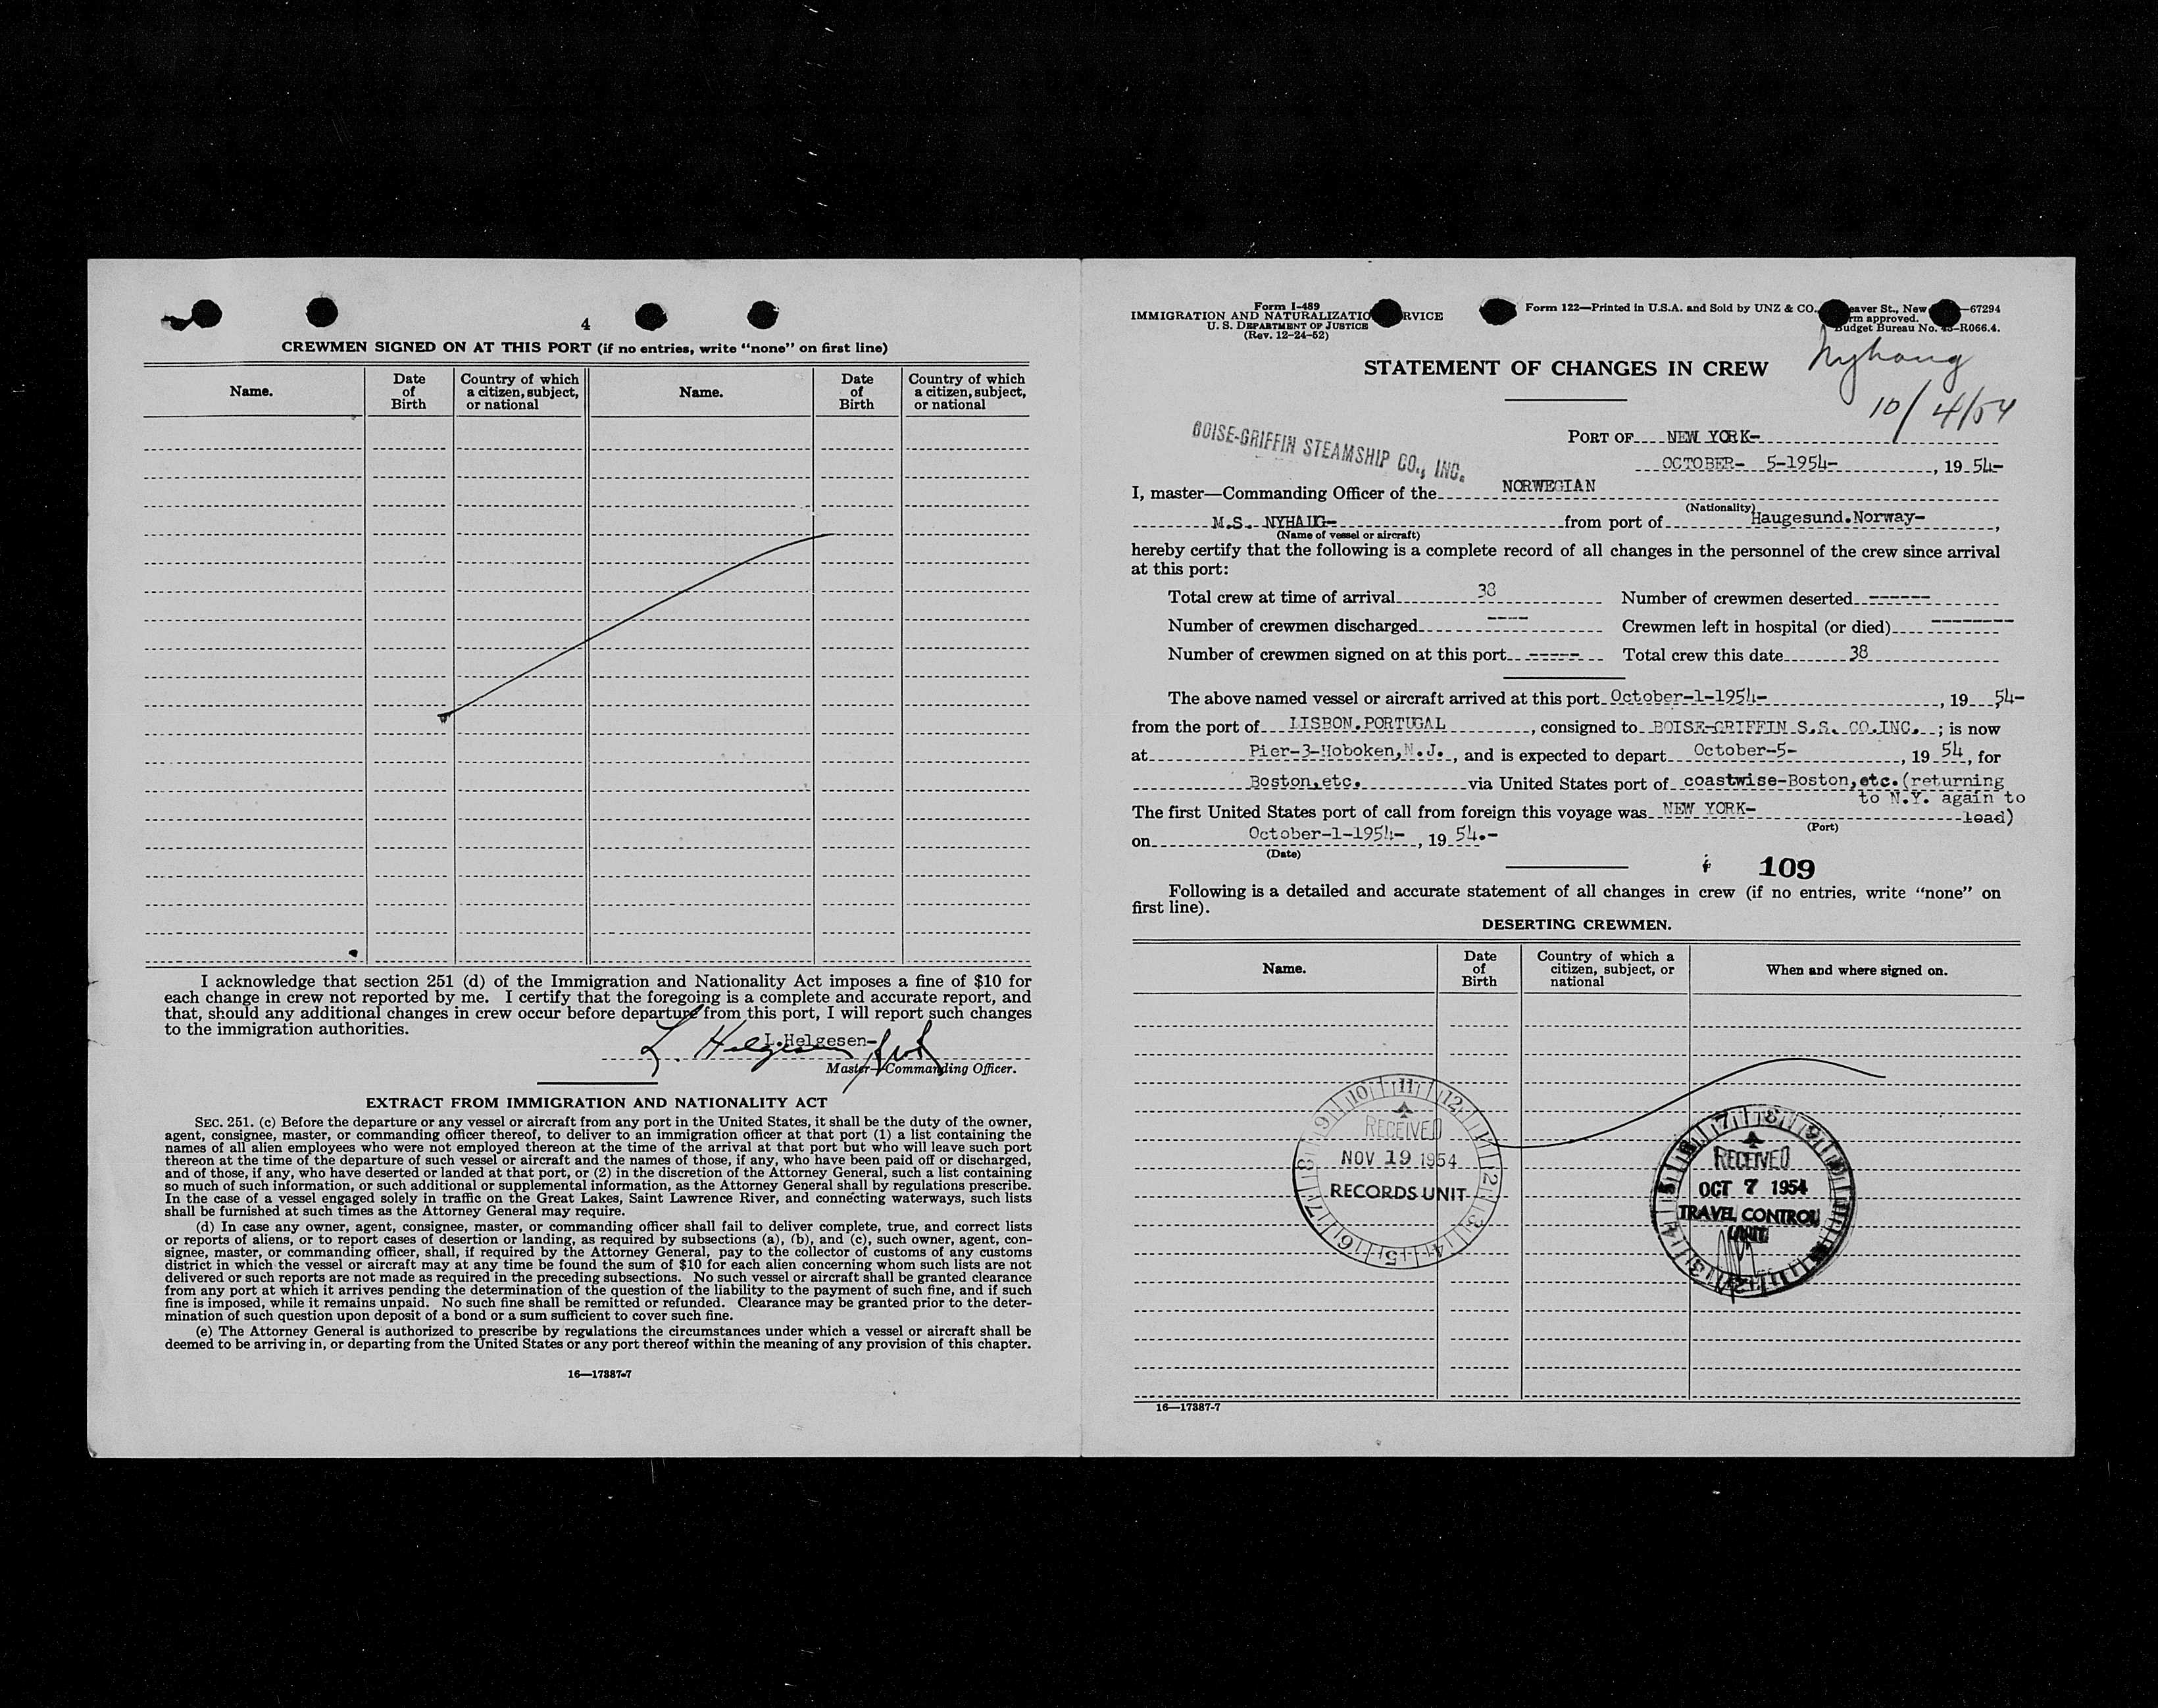 4
CREWMEN SIGNED ON AT THIS PORT (if no entries, write “none” on first line)
Name. Date of Birth Country of which a citizen, subject, or national Name. Date of Birth Country of which a citizen, subject, or national
I acknowledge that section 251 (d) of the Immigration and Nationality Act imposes a fine of $10 for
each change in crew not reported by me. I certify that the foregoing is a complete and accurate report, and
that, should any additional changes in crew occur before departure from this port, I will report such changes
to the immigration authorities.
L. Helgesen
L.Helgesen-
Master—Commanding Officer.
EXTRACT FROM IMMIGRATION AND NATIONALITY ACT
SEC. 251. (c) Before the departure or any vessel or aircraft from any port in the United States, it shall be the duty of the owner,
agent, consignee, master, or commanding officer thereof, to deliver to an immigration officer at that port (1) a list containing the
names of all alien employees who were not employed thereon at the time of the arrival at that port but who will leave such port
thereon at the time of the departure of such vessel or aircraft and the names of those, if any, who have been paid off or discharged,
and of those, if any, who have deserted or landed at that port, or (2) in the discretion of the Attorney General, such a list containing
so much of such information, or such additional or supplemental information, as the Attorney General shall by regulations prescribe.
In the case of a vessel engaged solely in traffic on the Great Lakes, Saint Lawrence River, and connecting waterways, such lists
shall be furnished at such times as the Attorney General may require.
(d) In case any owner, agent, consignee, master, or commanding officer shall fail to deliver complete, true, and correct lists
or reports of aliens, or to report cases of desertion or landing, as required by subsections (a), (b), and (c), such owner, agent, con-
signee, master, or commanding officer, shall, if required by the Attorney General, pay to the collector of customs of any customs
district in which the vessel or aircraft may at any time be found the sum of $10 for each alien concerning whom such lists are not
delivered or such reports are not made as required in the preceding subsections. No such vessel or aircraft shall be granted clearance
from any port at which it arrives pending the determination of the question of the liability to the payment of such fine, and if such
fine is imposed, while it remains unpaid. No such fine shall be remitted or refunded. Clearance may be granted prior to the deter-
mination of such question upon deposit of a bond or a sum sufficient to cover such fine.
(e) The Attorney General is authorized to prescribe by regulations the circumstances under which a vessel or aircraft shall be
deemed to be arriving in, or departing from the United States or any port thereof within the meaning of any provision of this chapter.
16—17387-7
Form I-489
IMMIGRATION AND NATURALIZATIO RVICE
U. S. DEPARTMENT OF JUSTICE
(Rev. 12-24-52)
Form 122—Printed in U.S.A. and Sold by UNZ & CO., eaver St., New —67294
rm approved.
Budget Bureau No. 43-R066.4.
Nyhaug
10/4/54
STATEMENT OF CHANGES IN CREW
BOISE-GRIFFIN STEAMSHIP CO., INC.
PORT OF NEW YORK-
OCTOBER- 5-1954- , 19 54-
I, master—Commanding Officer of the NORWEGIAN
(Nationality)
M.S. NYHAUG- from port of Haugesund.Norway- ,
(Name of vessel or aircraft)
hereby certify that the following is a complete record of all changes in the personnel of the crew since arrival
at this port:
Total crew at time of arrival 38 Number of crewmen deserted ------
Number of crewmen discharged ---- Crewmen left in hospital (or died) --------
Number of crewmen signed on at this port ----- Total crew this date 38
The above named vessel or aircraft arrived at this port October-1-1954- , 19 54-
from the port of LISBON.PORTUGAL , consigned to BOISE-GRIFFIN S.S. CO.INC. ; is now
at Pier-3-Hoboken,N.J. , and is expected to depart October-5- , 19 54, for
Boston,etc. via United States port of coastwise-Boston,etc.(returning
to N.Y. again to
The first United States port of call from foreign this voyage was NEW YORK- load)
(Port)
on October-1-1954- , 19 54.-
(Date)
109
Following is a detailed and accurate statement of all changes in crew (if no entries, write “none” on
first line).
DESERTING CREWMEN.
Name. Date of Birth Country of which a citizen, subject, or national When and where signed on.
RECEIVED
NOV 19 1954
RECORDS UNIT
RECEIVED
OCT 7 1954
TRAVEL CONTROL
UNIT
16—17387-7